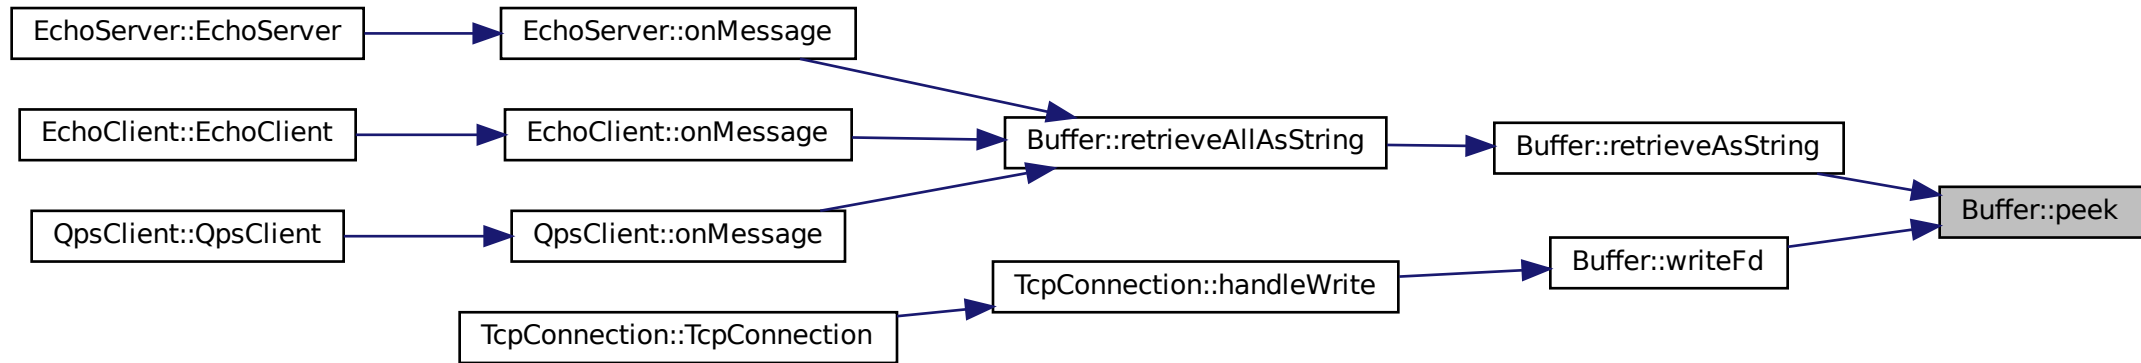 EchoServer::EchoServer
EchoServer::onMessage
EchoClient::EchoClient
EchoClient::onMessage
Buffer::retrieveAllAsString
Buffer::retrieveAsString
Buffer::peek
QpsClient::QpsClient
QpsClient::onMessage
Buffer::writeFd
TcpConnection::handleWrite
TcpConnection::TcpConnection